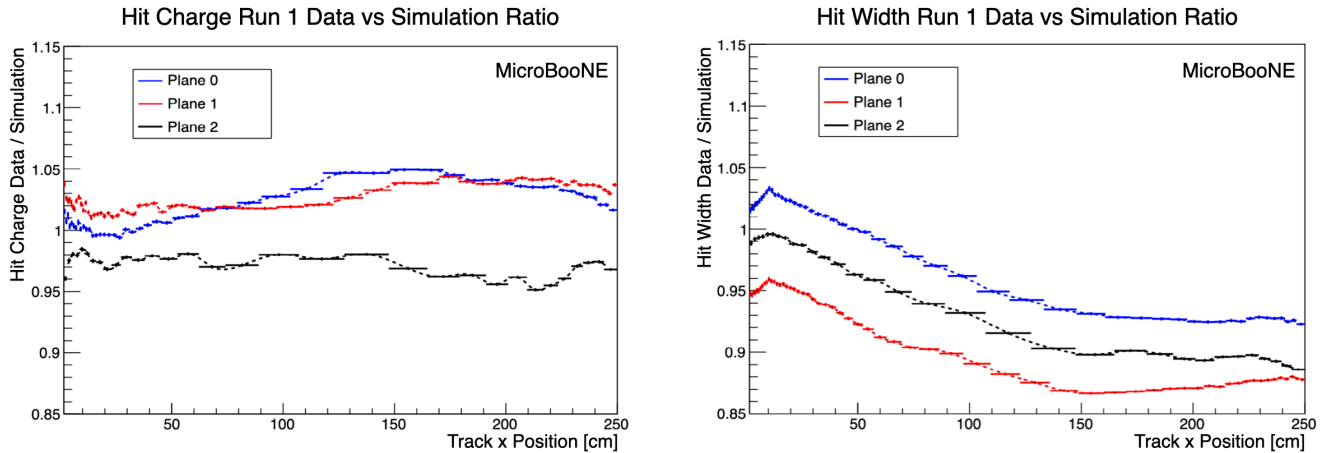 Hit Charge Run 1 Data vs Simulation Ratio
Hit Charge Data / Simulation
1.15
1.1
1.05
1
0.95
0.9
0.85
Plane 0
Plane 1
Plane 2
MicroBooNE
50
100
150
200
250
Track x Position [cm]
Hit Width Run 1 Data vs Simulation Ratio
Hit Width Data / Simulation
1.15
1.1
1.05
1
0.95
0.9
0.85
Plane 0
Plane 1
Plane 2
MicroBooNE
50
100
150
200
250
Track x Position [cm]